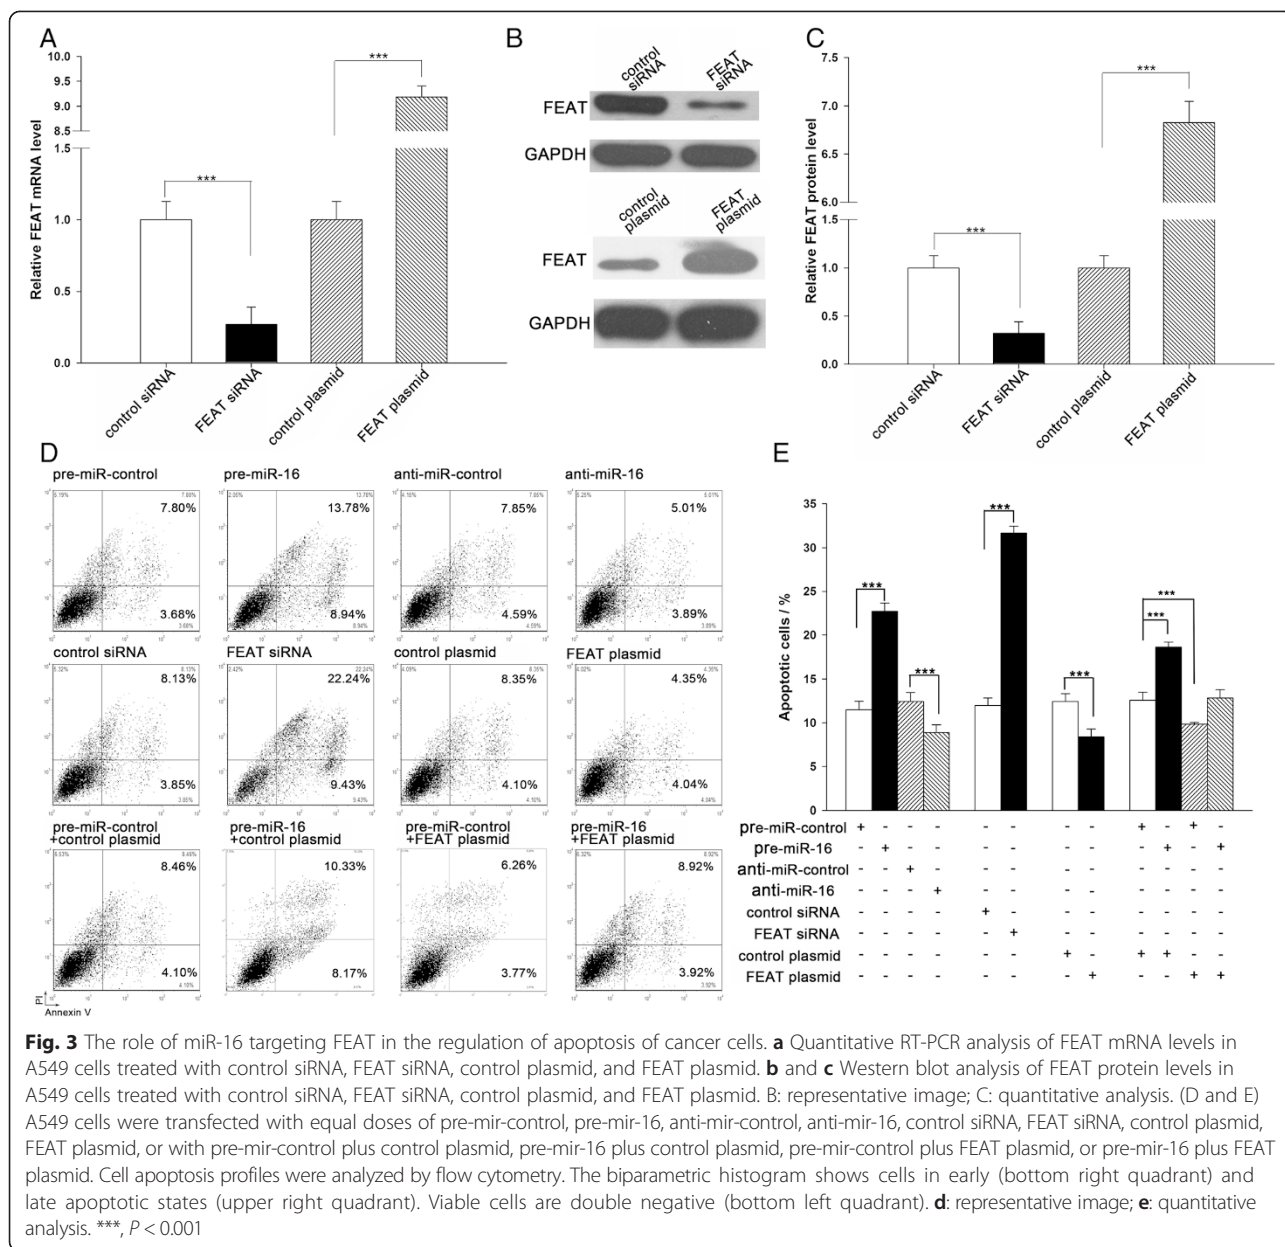 A
Relative FEAT mRNA level
10.0
9.5
9.0
8.5
1.5
1.0
0.5
0.0
***
***
control siRNA
FEAT siRNA
control plasmid
FEAT plasmid
B
control siRNA
FEAT siRNA
FEAT
GAPDH
control plasmid
FEAT plasmid
FEAT
GAPDH
C
Relative FEAT protein level
7.5
7.0
6.5
6.0
1.5
1.0
0.5
0.0
***
***
control siRNA
FEAT siRNA
control plasmid
FEAT plasmid
D
pre-miR-control
7.80%
3.68%
pre-miR-16
13.78%
8.94%
anti-miR-control
7.85%
4.59%
anti-miR-16
5.01%
3.89%
control siRNA
8.13%
3.85%
FEAT siRNA
22.24%
9.43%
control plasmid
8.35%
4.10%
FEAT plasmid
4.35%
4.04%
pre-miR-control
+control plasmid
8.46%
4.10%
pre-miR-16
+control plasmid
10.33%
8.17%
pre-miR-control
+FEAT plasmid
6.26%
3.77%
pre-miR-16
+FEAT plasmid
8.92%
3.92%
PI
Annexin V
E
Apoptotic cells / %
35
30
25
20
15
10
5
0
***
***
***
***
***
***
pre-miR-control + - - - - - - - + - + -
pre-miR-16 - + - - - - - - - + - +
anti-miR-control - - + - - - - - - - - -
anti-miR-16 - - - + - - - - - - - -
control siRNA - - - - + - - - - - - -
FEAT siRNA - - - - - + - - - - - -
control plasmid - - - - - - + - + + - -
FEAT plasmid - - - - - - - + - - + +
Fig. 3 The role of miR-16 targeting FEAT in the regulation of apoptosis of cancer cells. a Quantitative RT-PCR analysis of FEAT mRNA levels in
A549 cells treated with control siRNA, FEAT siRNA, control plasmid, and FEAT plasmid. b and c Western blot analysis of FEAT protein levels in
A549 cells treated with control siRNA, FEAT siRNA, control plasmid, and FEAT plasmid. B: representative image; C: quantitative analysis. (D and E)
A549 cells were transfected with equal doses of pre-mir-control, pre-mir-16, anti-mir-control, anti-mir-16, control siRNA, FEAT siRNA, control plasmid,
FEAT plasmid, or with pre-mir-control plus control plasmid, pre-mir-16 plus control plasmid, pre-mir-control plus FEAT plasmid, or pre-mir-16 plus FEAT
plasmid. Cell apoptosis profiles were analyzed by flow cytometry. The biparametric histogram shows cells in early (bottom right quadrant) and
late apoptotic states (upper right quadrant). Viable cells are double negative (bottom left quadrant). d: representative image; e: quantitative
analysis. ***, P < 0.001